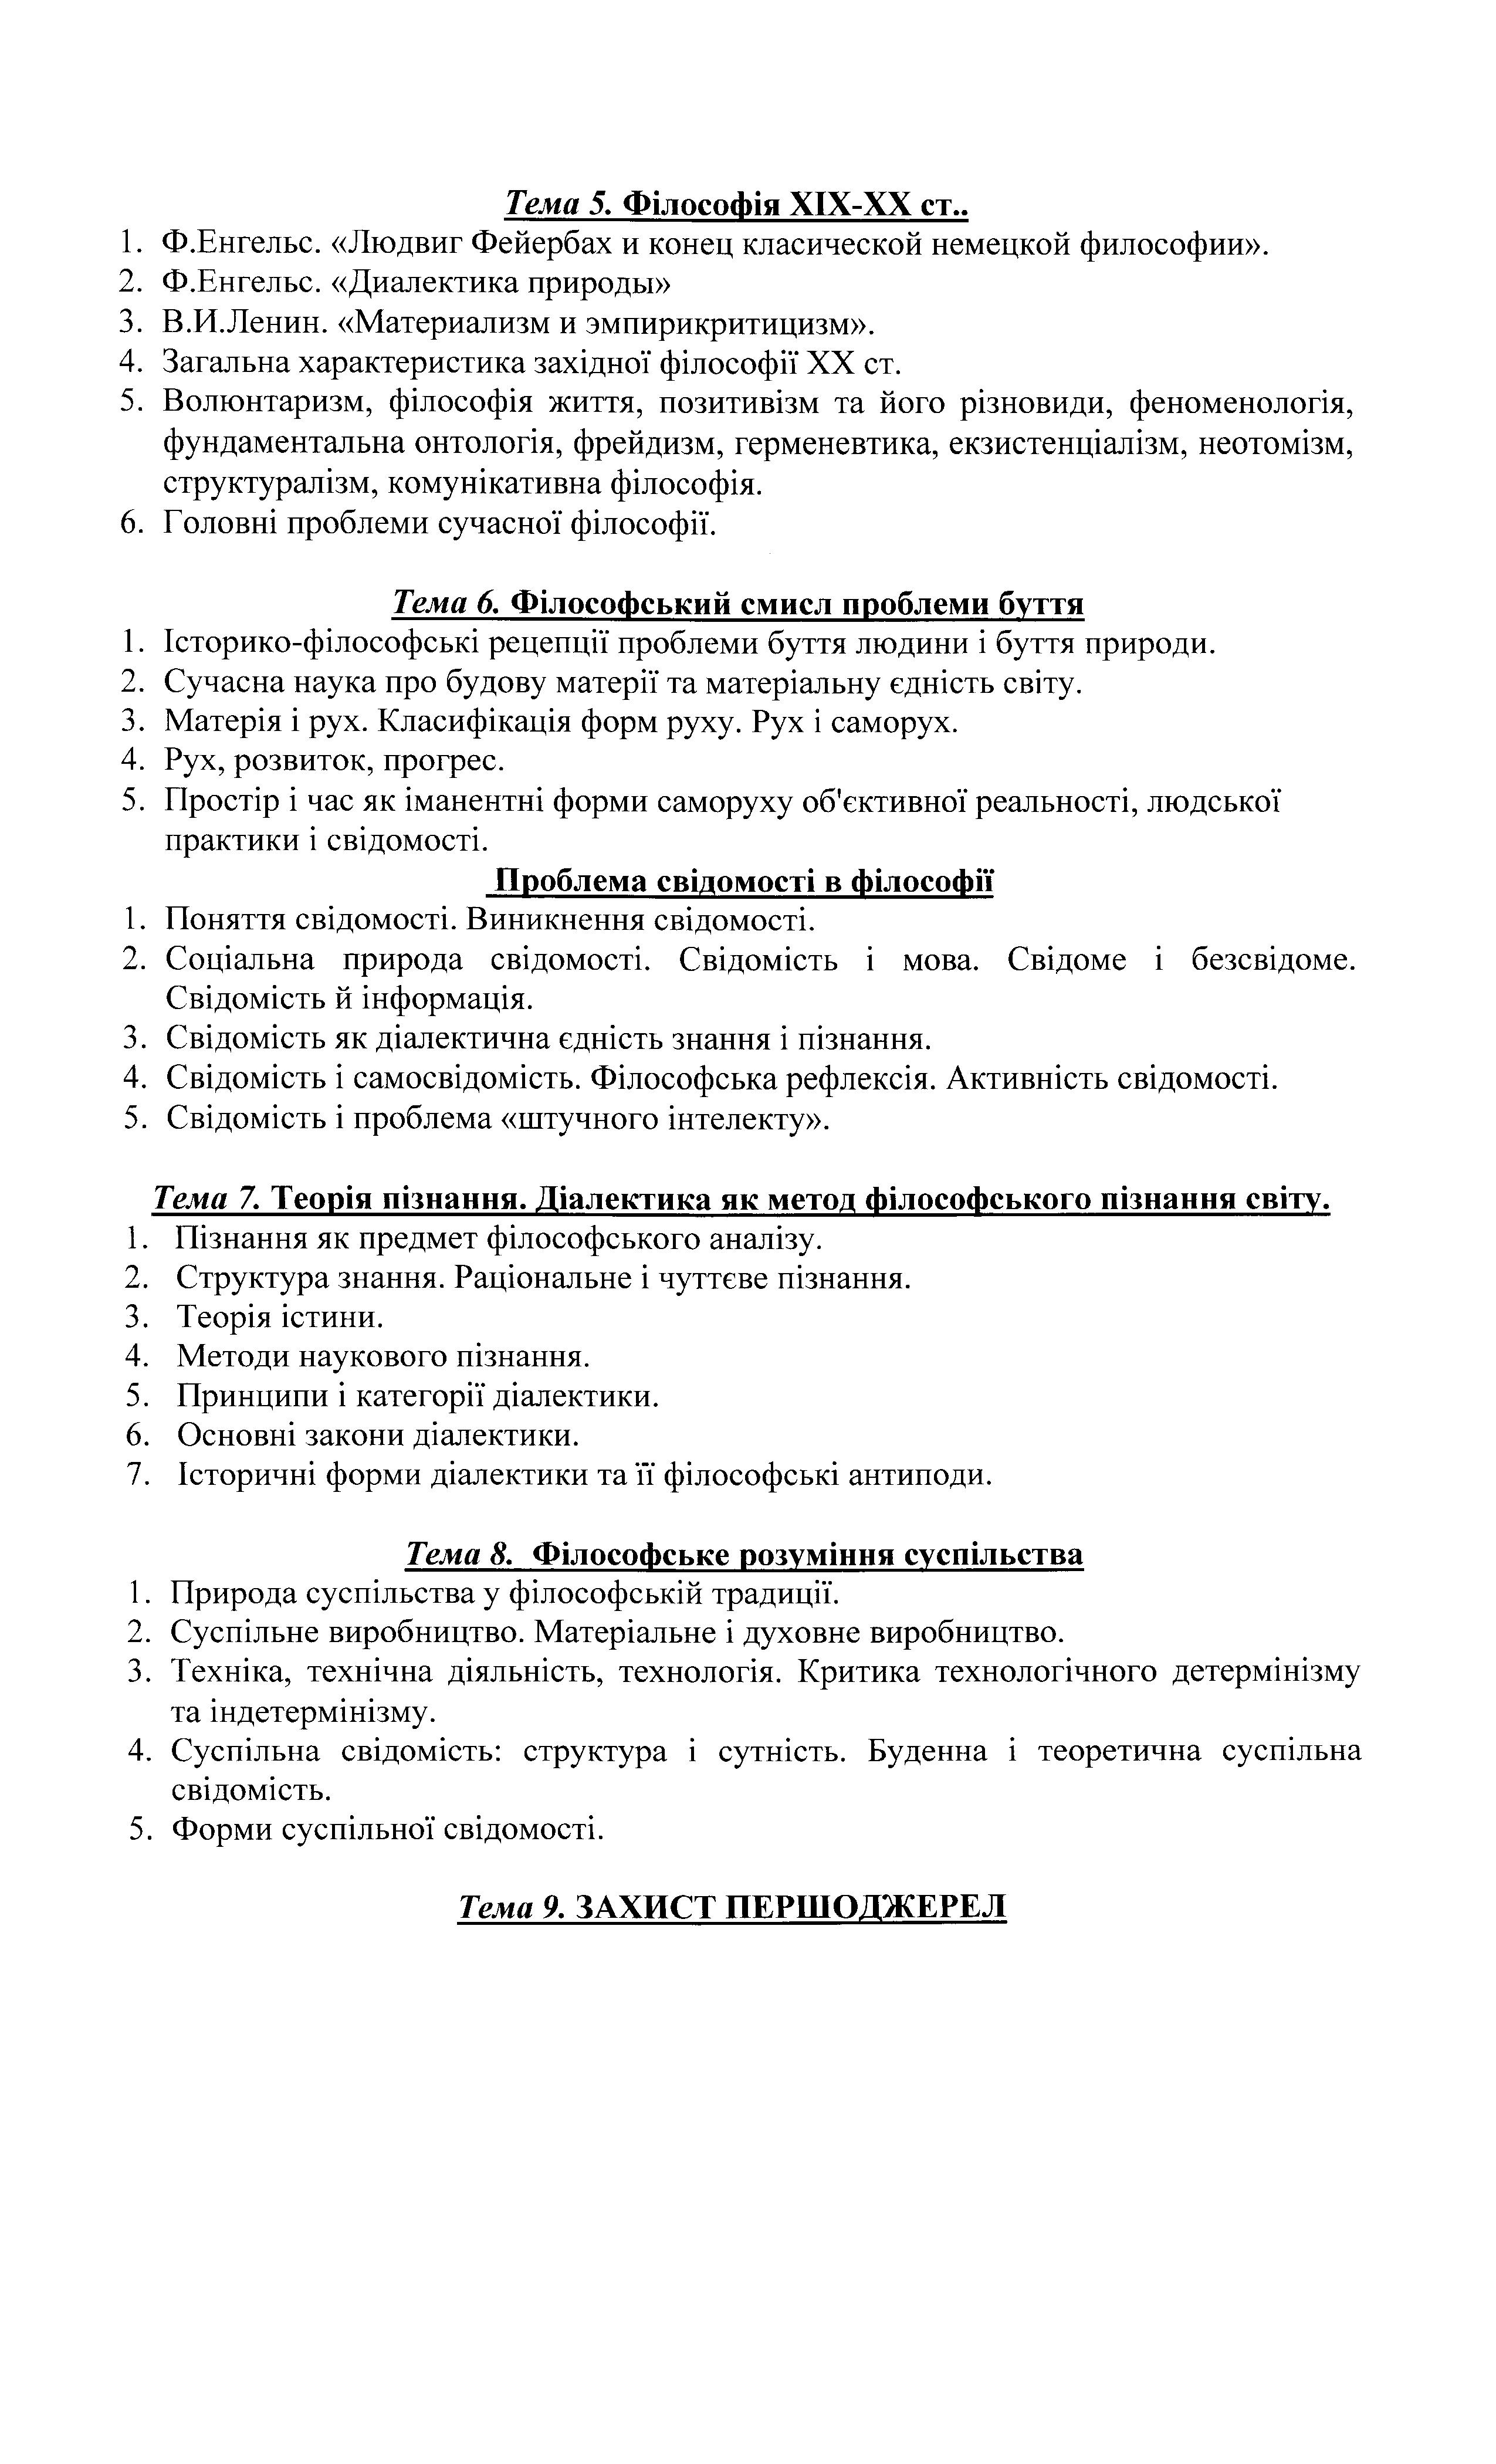 Тема 5. Філософія ХІХ-ХХ ст..
1. Ф.Енгельс. «Людвиг Фейербах и конец класической немецкой философии».
2. Ф.Енгельс. «Диалектика природы»
3. В.И.Ленин. «Материализм и эмпирикритицизм».
4. Загальна характеристика західної філософії ХХ ст.
5. Волюнтаризм, філософія життя, позитивізм та його різновиди, феноменологія,
фундаментальна онтологія, фрейдизм, герменевтика, екзистенціалізм, неотомізм,
структуралізм, комунікативна філософія.
6. Головні проблеми сучасної філософії.
Тема 6. Філософський смисл проблеми буття
1. Історико-філософські рецепції проблеми буття людини і буття природи.
2. Сучасна наука про будову матерії та матеріальну єдність світу.
3. Матерія і рух. Класифікація форм руху. Рух і саморух.
4. Рух, розвиток, прогрес.
5. Простір і час як іманентні форми саморуху об'єктивної реальності, людської
практики і свідомості.
Проблема свідомості в філософії
1. Поняття свідомості. Виникнення свідомості.
2. Соціальна природа свідомості. Свідомість і мова. Свідоме і безсвідоме.
Свідомість й інформація.
3. Свідомість як діалектична єдність знання і пізнання.
4. Свідомість і самосвідомість. Філософська рефлексія. Активність свідомості.
5. Свідомість і проблема «штучного інтелекту».
Тема 7. Теорія пізнання. Діалектика як метод філософського пізнання світу.
1. Пізнання як предмет філософського аналізу.
2. Структура знання. Раціональне і чуттєве пізнання.
3. Теорія істини.
4. Методи наукового пізнання.
5. Принципи і категорії діалектики.
6. Основні закони діалектики.
7. Історичні форми діалектики та її філософські антиподи.
Тема 8. Філософське розуміння суспільства
1. Природа суспільства у філософській традиції.
2. Суспільне виробництво. Матеріальне і духовне виробництво.
3. Техніка, технічна діяльність, технологія. Критика технологічного детермінізму
та індетермінізму.
4. Суспільна свідомість: структура і сутність. Буденна і теоретична суспільна
свідомість.
5. Форми суспільної свідомості.
Тема 9. ЗАХИСТ ПЕРШОДЖЕРЕЛ